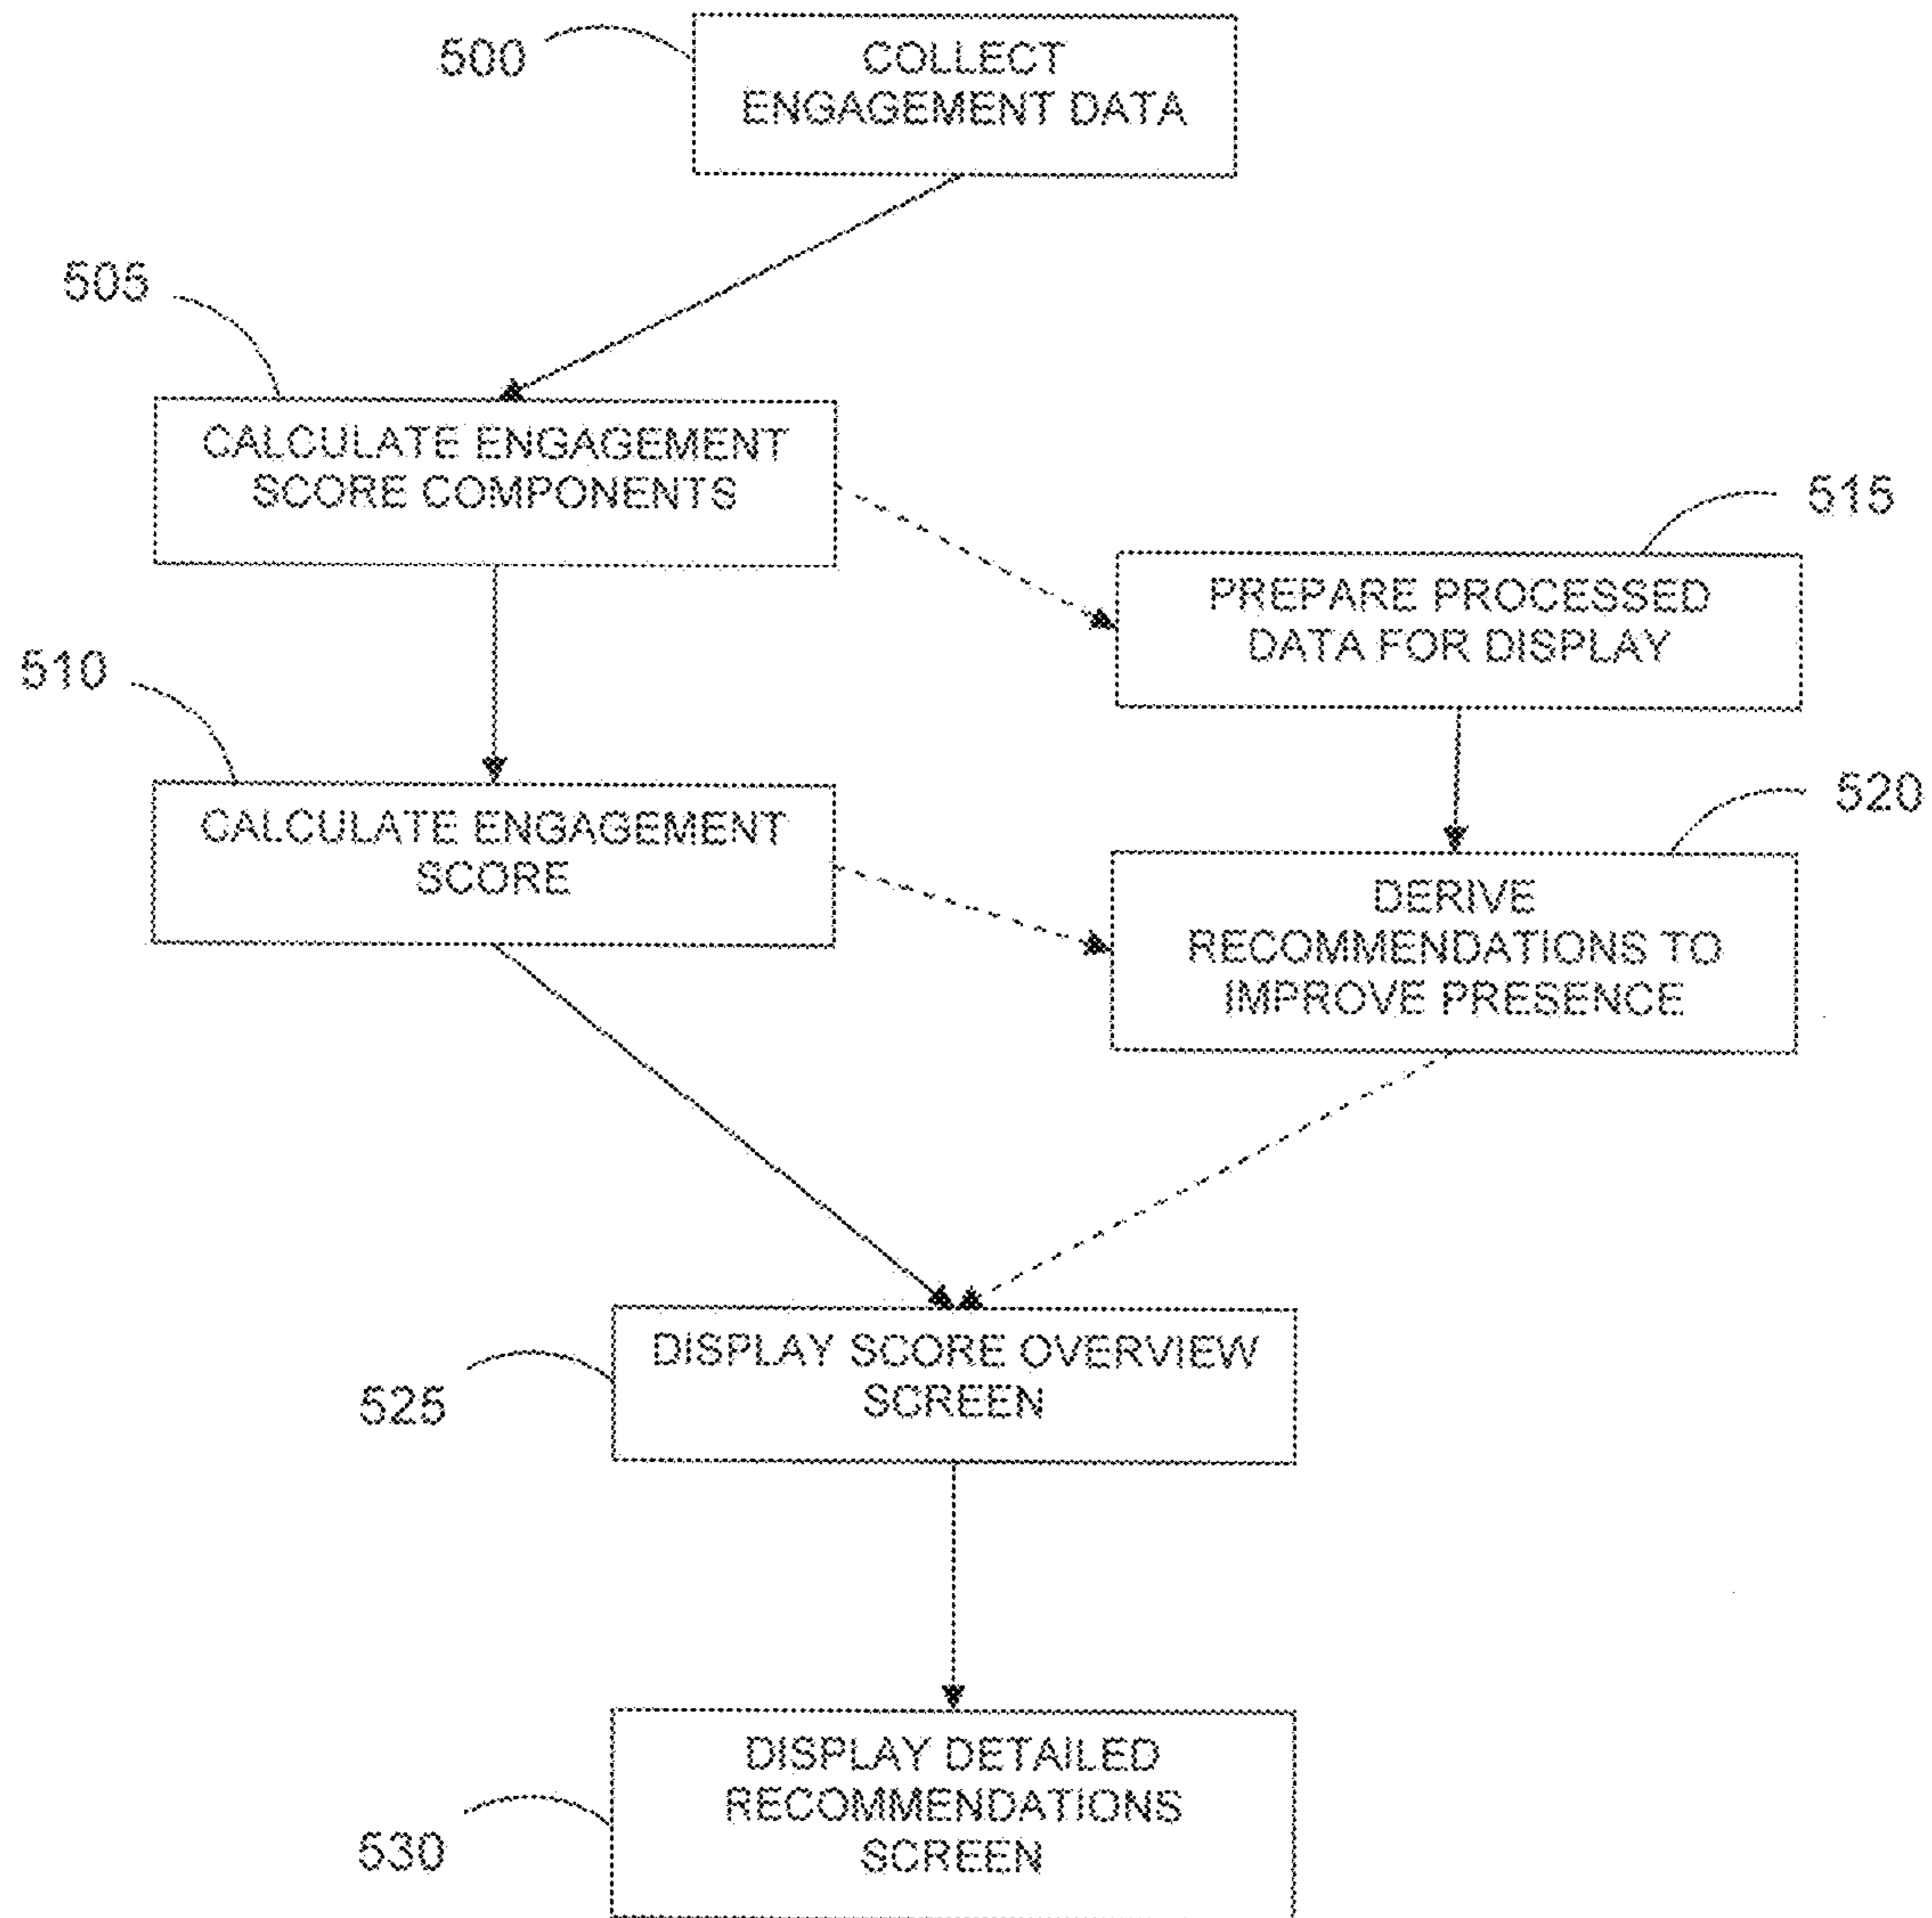 500
COLLECT
ENGAGEMENT DATA
505
CALCULATE ENGAGEMENT
SCORE COMPONENTS
515
PREPARE PROCESSED
DATA FOR DISPLAY
510
CALCULATE ENGAGEMENT
SCORE
520
DERIVE
RECOMMENDATIONS TO
IMPROVE PRESENCE
525
DISPLAY SCORE OVERVIEW
SCREEN
530
DISPLAY DETAILED
RECOMMENDATIONS
SCREEN